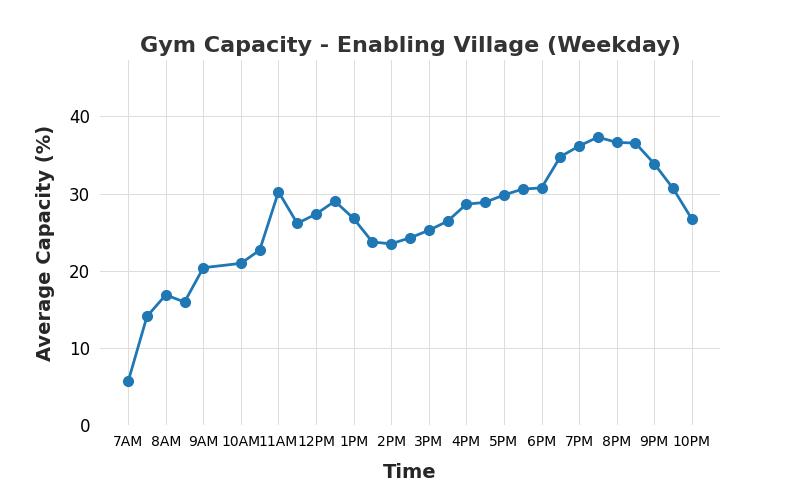 Gym Capacity - Enabling Village (Weekday)
Average Capacity (%)
40
30
20
10
0
7AM 8AM 9AM 10AM 11AM 12PM 1PM 2PM 3PM 4PM 5PM 6PM 7PM 8PM 9PM 10PM
Time